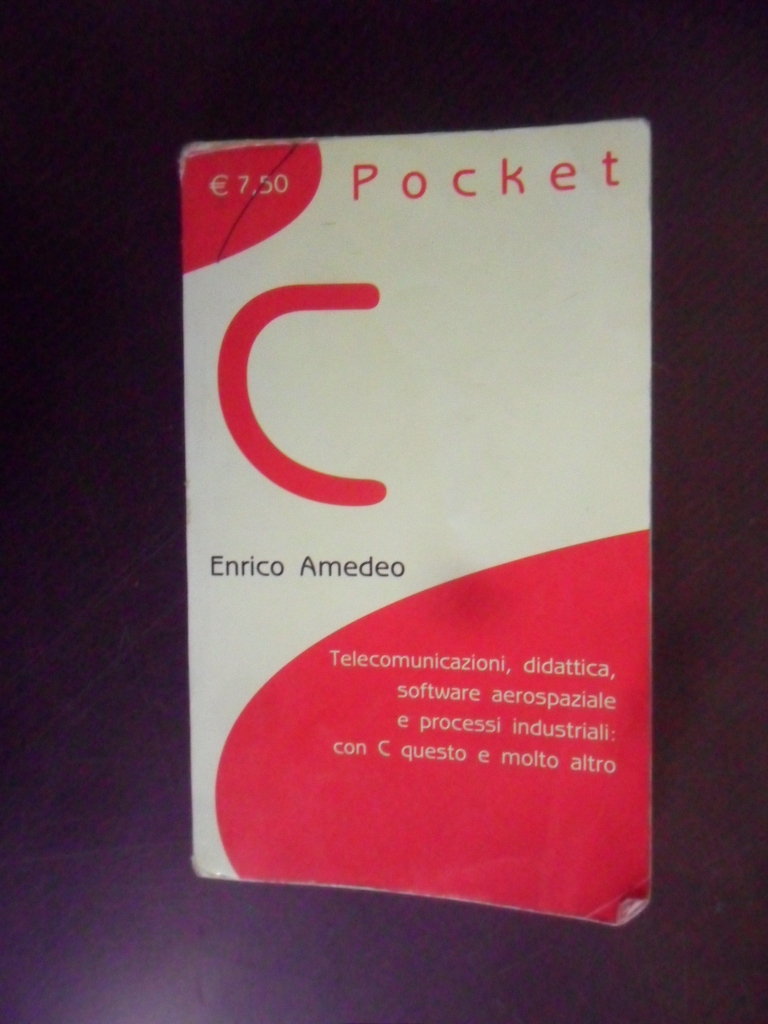 € 7,50
Pocket
C
Enrico Amedeo
Telecomunicazioni, didattica,
software aerospaziale
e processi industriali:
con C questo e molto altro